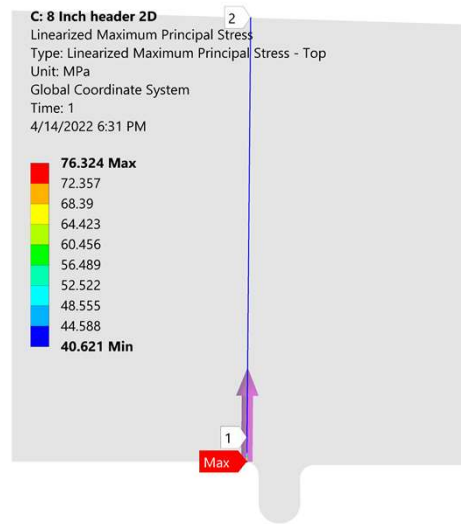 C: 8 Inch header 2D
Linearized Maximum Principal Stress
Type: Linearized Maximum Principal Stress - Top
Unit: MPa
Global Coordinate System
Time: 1
4/14/2022 6:31 PM
76.324 Max
72.357
68.39
64.423
60.456
56.489
52.522
48.555
44.588
40.621 Min
2
1
Max